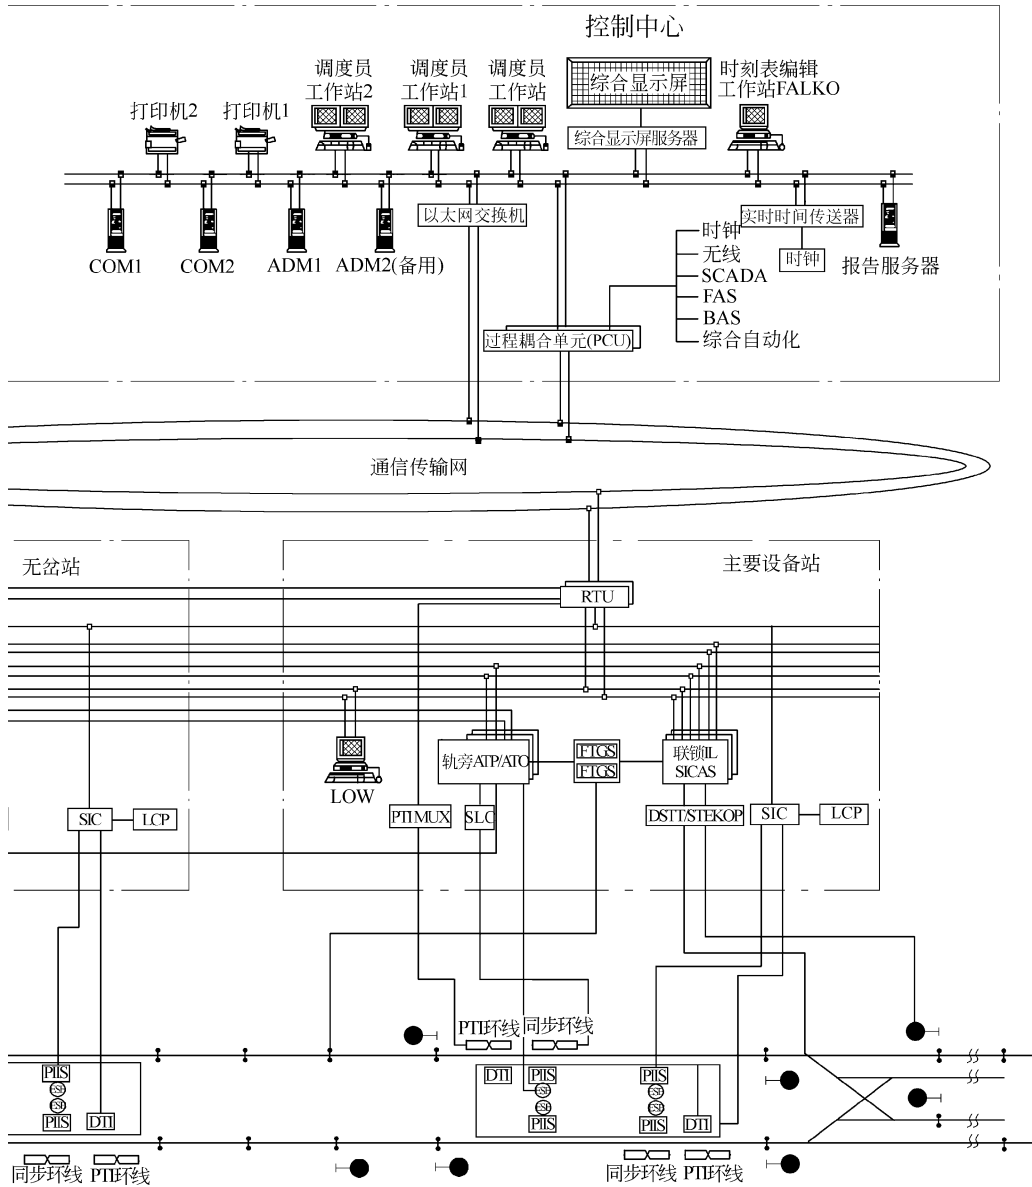 控制中心
调度员
工作站2
调度员
工作站1
调度员
工作站
综合显示屏
时刻表编辑
工作站FALKO
打印机2
打印机1
综合显示屏服务器
以太网交换机
实时时间传送器
时钟
COM1
COM2
ADM1
ADM2(备用)
报告服务器
时钟
无线
SCADA
FAS
BAS
综合自动化
过程耦合单元(PCU)
通信传输网
无岔站
主要设备站
RTU
轨旁ATP/ATO
FTGS
FTGS
联锁IL
SICAS
LOW
SIC
LCP
PTI MUX
SLC
DSTT/STEKOP
SIC
LCP
PTI环线
同步环线
PIIS
ESB
ESB
PIIS
DTI
DTI
PIIS
ESB
ESB
PIIS
PIIS
ESB
ESB
PIIS
DTI
同步环线
PTI环线
同步环线
PTI环线